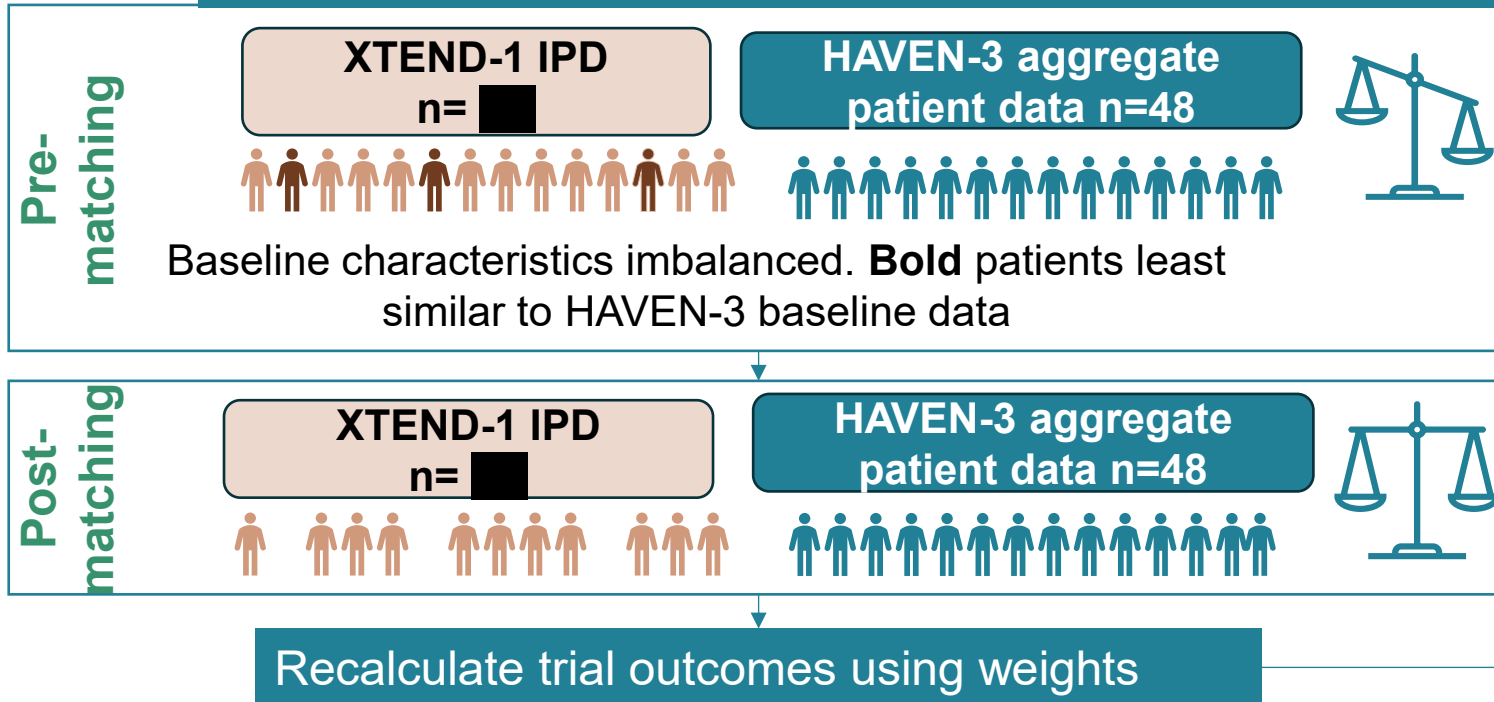 Pre-
matching
XTEND-1 IPD
n=
HAVEN-3 aggregate
patient data n=48
Baseline characteristics imbalanced. Bold patients least
similar to HAVEN-3 baseline data
Post-
matching
XTEND-1 IPD
n=
HAVEN-3 aggregate
patient data n=48
Recalculate trial outcomes using weights